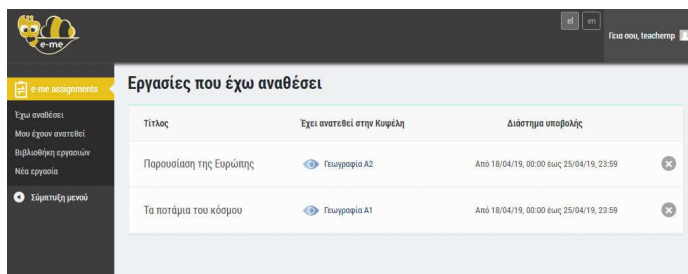 e-me
el en
Γεια σου, teachernp
e-me assignments
Έχω αναθέσει
Μου έχουν ανατεθεί
Βιβλιοθήκη εργασιών
Νέα εργασία
Σύμπτυξη μενού
Εργασίες που έχω αναθέσει
Τίτλος Έχει ανατεθεί στην Κυψέλη Διάστημα υποβολής
Παρουσίαση της Ευρώπης Γεωγραφία Α2 Από 18/04/19, 00:00 έως 25/04/19, 23:59
Τα ποτάμια του κόσμου Γεωγραφία Α1 Από 18/04/19, 00:00 έως 25/04/19, 23:59